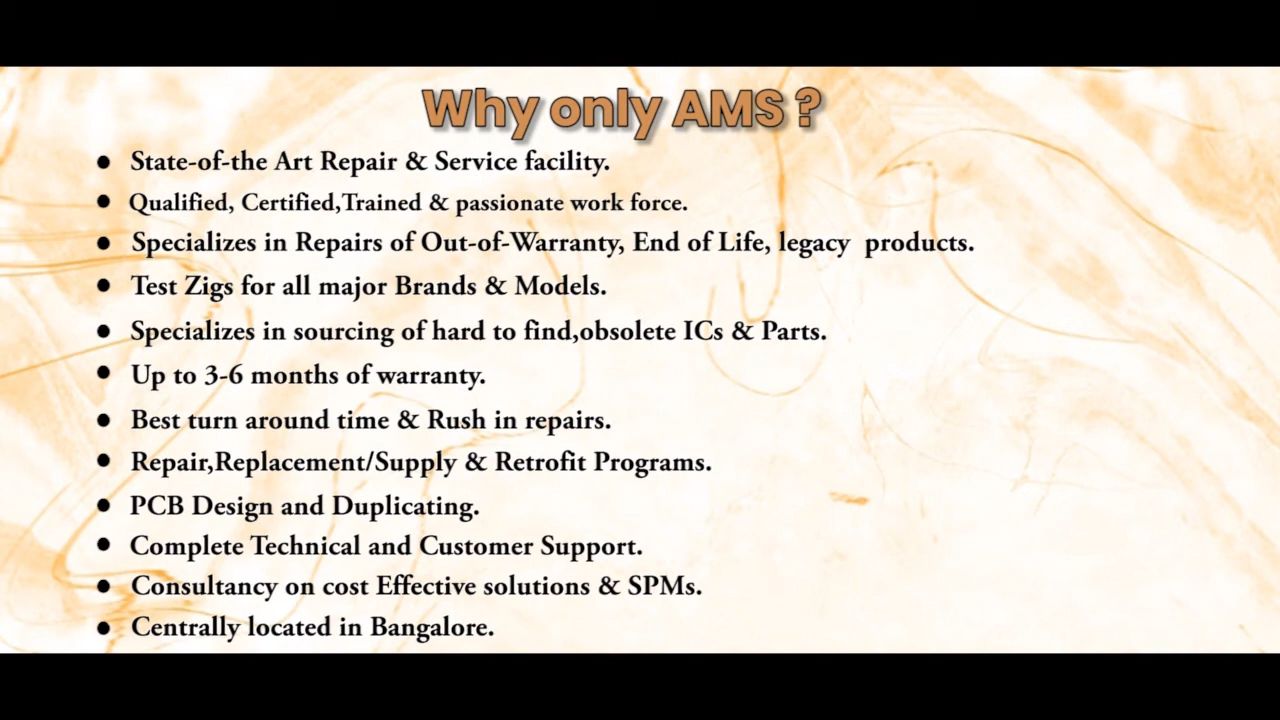 Why only AMS ?
● State-of-the Art Repair & Service facility.
● Qualified, Certified,Trained & passionate work force.
● Specializes in Repairs of Out-of-Warranty, End of Life, legacy  products.
● Test Zigs for all major Brands & Models.
● Specializes in sourcing of hard to find,obsolete ICs & Parts.
● Up to 3-6 months of warranty.
● Best turn around time & Rush in repairs.
● Repair,Replacement/Supply & Retrofit Programs.
● PCB Design and Duplicating.
● Complete Technical and Customer Support.
● Consultancy on cost Effective solutions & SPMs.
● Centrally located in Bangalore.